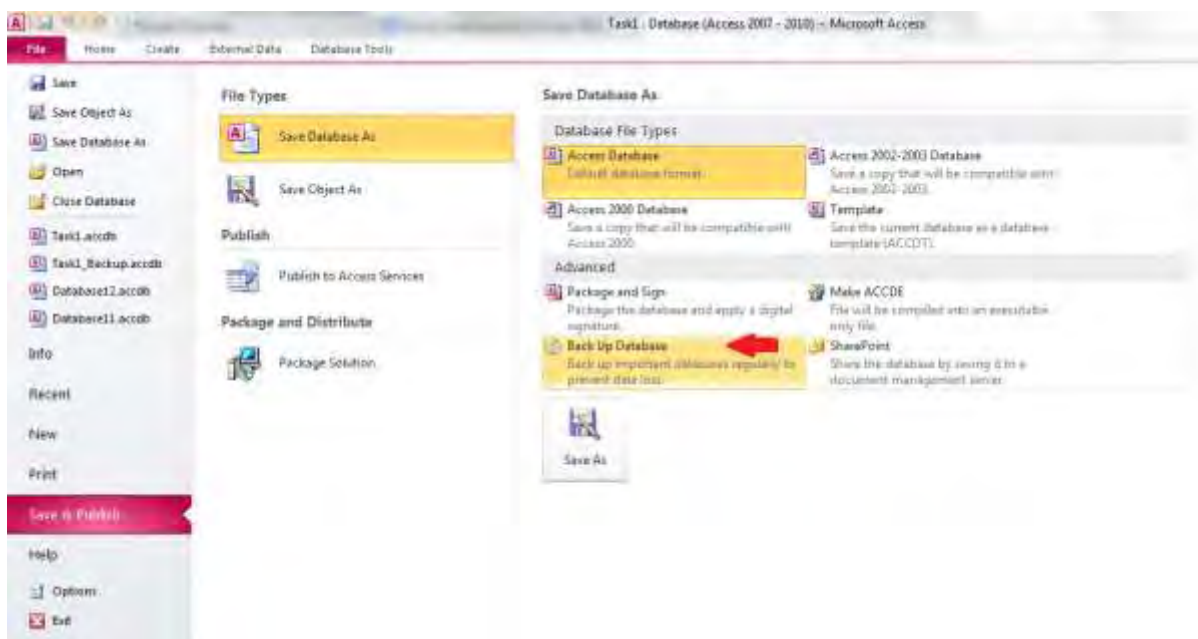 Task1 : Database (Access 2007 - 2010) - Microsoft Access
File Home Create External Data Database Tools
Save
Save Object As
Save Database As
Open
Close Database
Task1.accdb
Task1_Backup.accdb
Database12.accdb
Database11.accdb
Info
Recent
New
Print
Save & Publish
Help
Options
Exit
File Types
Save Database As
Save Object As
Publish
Publish to Access Services
Package and Distribute
Package Solution
Save Database As
Database File Types
Access Database
Default database format.
Access 2002-2003 Database
Save a copy that will be compatible with
Access 2002-2003.
Access 2000 Database
Save a copy that will be compatible with
Access 2000.
Template
Save the current database as a database
template (ACCDT).
Advanced
Package and Sign
Package the database and apply a digital
signature.
Make ACCDE
File will be compiled into an executable
only file.
Back Up Database
Back up important databases regularly to
prevent data loss.
SharePoint
Share the database by saving it to a
document management server.
Save As